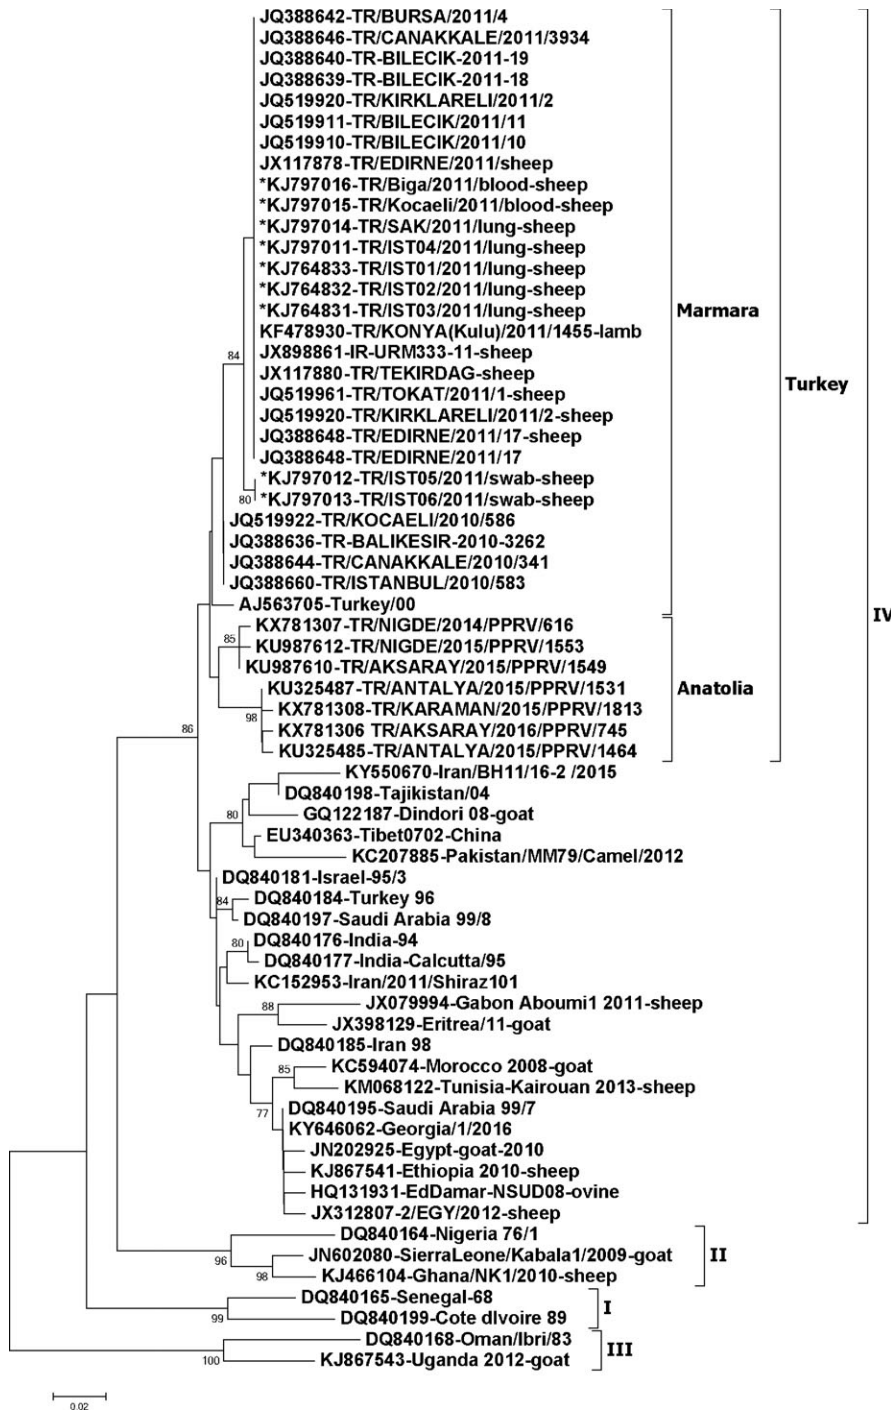 JQ388642-TR/BURSA/2011/4
JQ388646-TR/CANAKKALE/2011/3934
JQ388640-TR-BILECIK-2011-19
JQ388639-TR-BILECIK-2011-18
JQ519920-TR/KIRKLARELI/2011/2
JQ519911-TR/BILECIK/2011/11
JQ519910-TR/BILECIK/2011/10
JX117878-TR/EDIRNE/2011/sheep
*KJ797016-TR/Biga/2011/blood-sheep
*KJ797015-TR/Kocaeli/2011/blood-sheep
*KJ797014-TR/SAK/2011/lung-sheep
*KJ797011-TR/IST04/2011/lung-sheep
*KJ764833-TR/IST01/2011/lung-sheep
*KJ764832-TR/IST02/2011/lung-sheep
*KJ764831-TR/IST03/2011/lung-sheep
Marmara
KF478930-TR/KONYA(Kulu)/2011/1455-lamb
84
JX898861-IR-URM333-11-sheep
JX117880-TR/TEKIRDAG-sheep
Turkey
JQ519961-TR/TOKAT/2011/1-sheep
JQ519920-TR/KIRKLARELI/2011/2-sheep
JQ388648-TR/EDIRNE/2011/17-sheep
JQ388648-TR/EDIRNE/2011/17
*KJ797012-TR/IST05/2011/swab-sheep
80
*KJ797013-TR/IST06/2011/swab-sheep
JQ519922-TR/KOCAELI/2010/586
JQ388636-TR-BALIKESIR-2010-3262
JQ388644-TR/CANAKKALE/2010/341
JQ388660-TR/ISTANBUL/2010/583
AJ563705-Turkey/00
IV
KX781307-TR/NIGDE/2014/PPRV/616
85
KU987612-TR/NIGDE/2015/PPRV/1553
KU987610-TR/AKSARAY/2015/PPRV/1549
KU325487-TR/ANTALYA/2015/PPRV/1531
Anatolia
KX781308-TR/KARAMAN/2015/PPRV/1813
98
KX781306 TR/AKSARAY/2016/PPRV/745
86
KU325485-TR/ANTALYA/2015/PPRV/1464
KY550670-Iran/BH11/16-2 /2015
DQ840198-Tajikistan/04
80
GQ122187-Dindori 08-goat
EU340363-Tibet0702-China
KC207885-Pakistan/MM79/Camel/2012
DQ840181-Israel-95/3
84
DQ840184-Turkey 96
DQ840197-Saudi Arabia 99/8
80
DQ840176-India-94
DQ840177-India-Calcutta/95
KC152953-Iran/2011/Shiraz101
88
JX079994-Gabon Aboumi1 2011-sheep
JX398129-Eritrea/11-goat
DQ840185-Iran 98
85
KC594074-Morocco 2008-goat
KM068122-Tunisia-Kairouan 2013-sheep
77
DQ840195-Saudi Arabia 99/7
KY646062-Georgia/1/2016
JN202925-Egypt-goat-2010
KJ867541-Ethiopia 2010-sheep
HQ131931-EdDamar-NSUD08-ovine
JX312807-2/EGY/2012-sheep
DQ840164-Nigeria 76/1
96
JN602080-SierraLeone/Kabala1/2009-goat
II
98
KJ466104-Ghana/NK1/2010-sheep
DQ840165-Senegal-68
I
99
DQ840199-Cote dIvoire 89
DQ840168-Oman/Ibri/83
III
100
KJ867543-Uganda 2012-goat
0.02